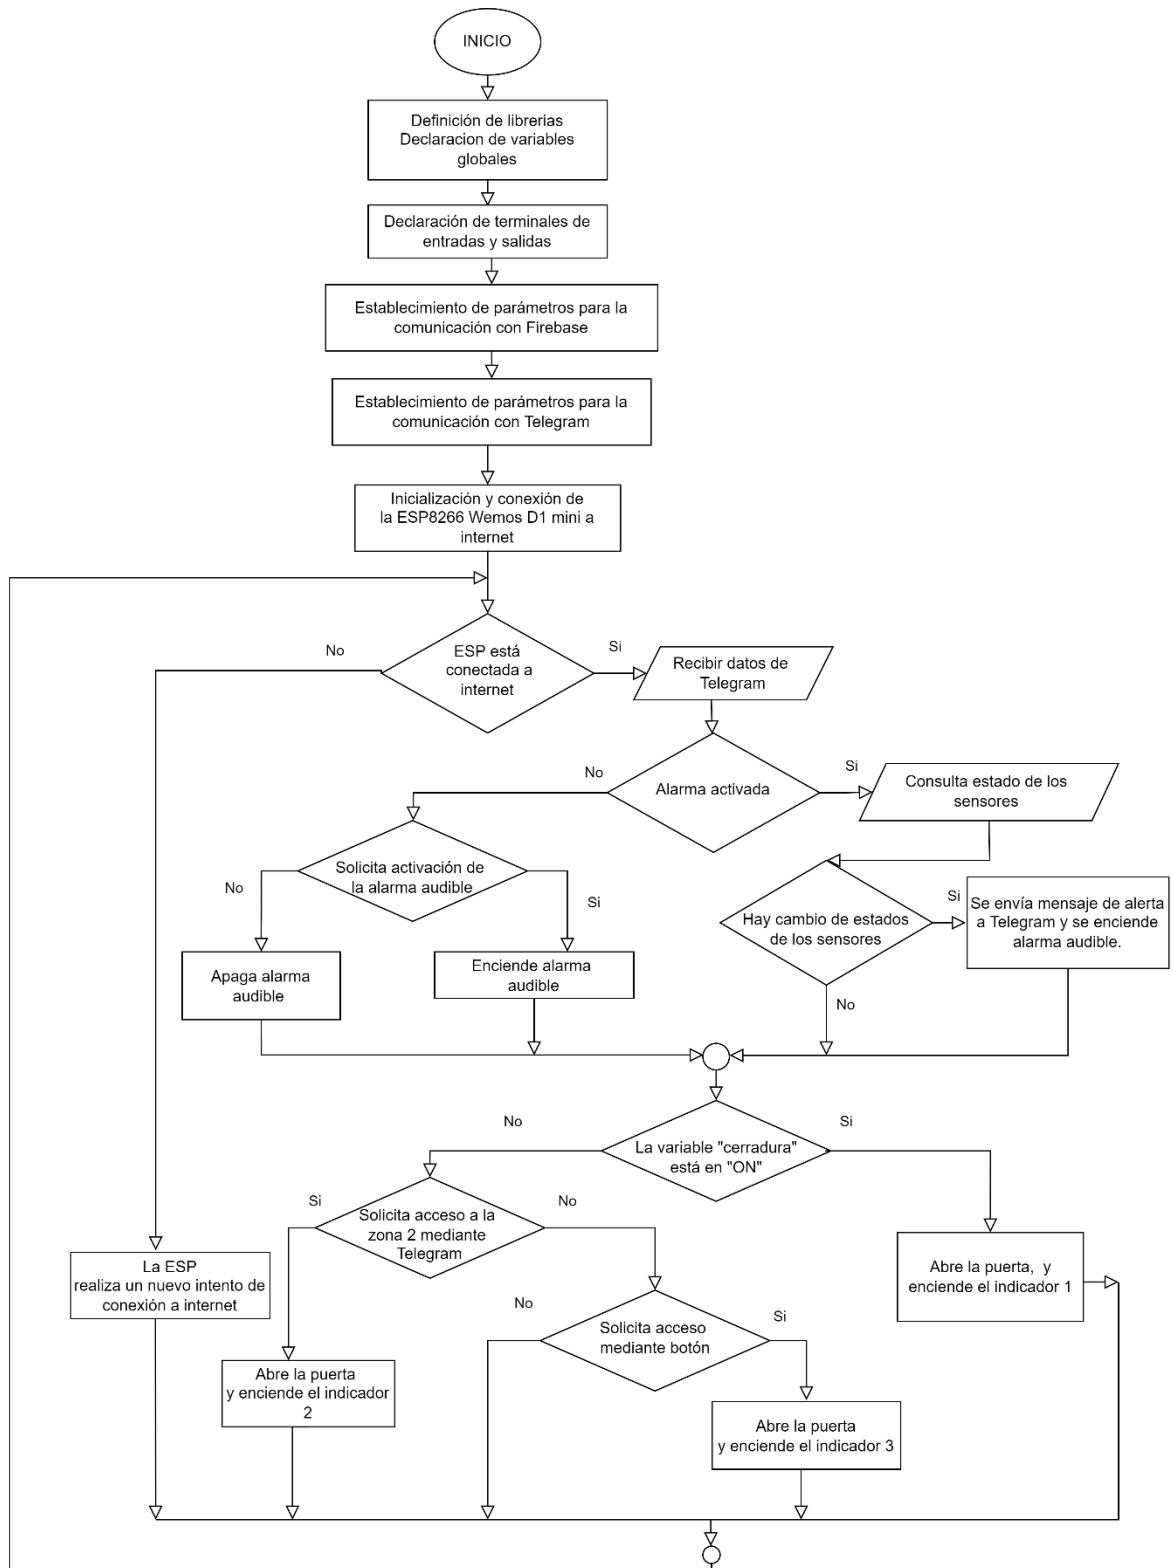 INICIO
Definición de librerias
Declaracion de variables
globales
Declaración de terminales de
entradas y salidas
Establecimiento de parámetros para la
comunicación con Firebase
Establecimiento de parámetros para la
comunicación con Telegram
Inicialización y conexión de
la ESP8266 Wemos D1 mini a
internet
No
ESP está
conectada a
internet
Si
Recibir datos de
Telegram
No
Alarma activada
Si
Consulta estado de los
sensores
No
Solicita activación de
la alarma audible
Si
Hay cambio de estados
de los sensores
Si
Se envía mensaje de alerta
a Telegram y se enciende
alarma audible.
Apaga alarma
audible
Enciende alarma
audible
No
No
La variable "cerradura"
está en "ON"
Si
Si
Solicita acceso a la
zona 2 mediante
Telegram
No
La ESP
realiza un nuevo intento de
conexión a internet
Abre la puerta, y
enciende el indicador 1
No
Solicita acceso
mediante botón
Si
Abre la puerta
y enciende el indicador
2
Abre la puerta
y enciende el indicador 3